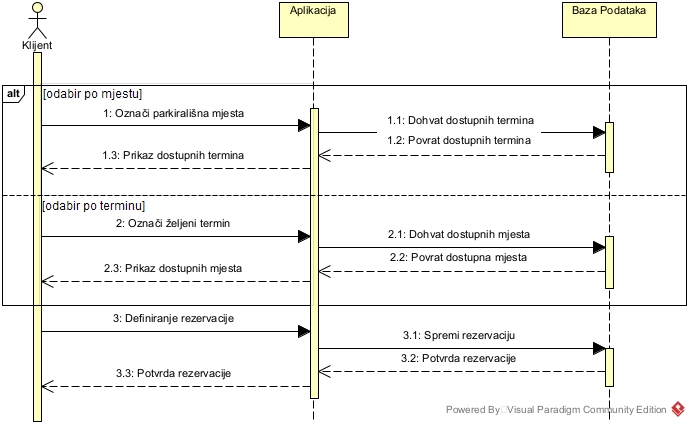 Aplikacija
Baza Podataka
Klijent
alt
[odabir po mjestu]
1: Označi parkirališna mjesta
1.1: Dohvat dostupnih termina
1.2: Povrat dostupnih termina
1.3: Prikaz dostupnih termina
[odabir po terminu]
2: Označi željeni termin
2.1: Dohvat dostupnih mjesta
2.2: Povrat dostupna mjesta
2.3: Prikaz dostupnih mjesta
3: Definiranje rezervacije
3.1: Spremi rezervaciju
3.2: Potvrda rezervacije
3.3: Potvrda rezervacije
Powered By Visual Paradigm Community Edition